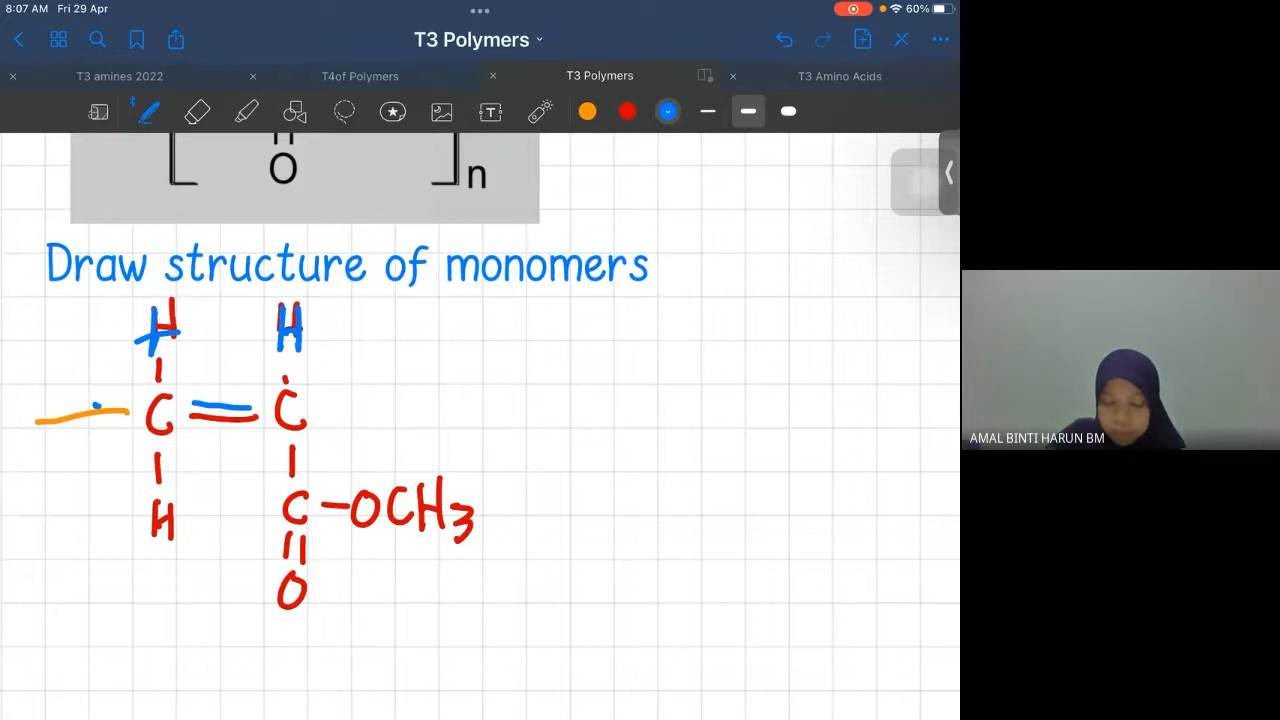 8:07 AM Fri 29 Apr 60%
T3 Polymers
T3 amines 2022
T4of Polymers
T3 Polymers
T3 Amino Acids
T
O
n
Draw structure of monomers
H H
C = C
H C - OCH3
O
AMAL BINTI HARUN BM